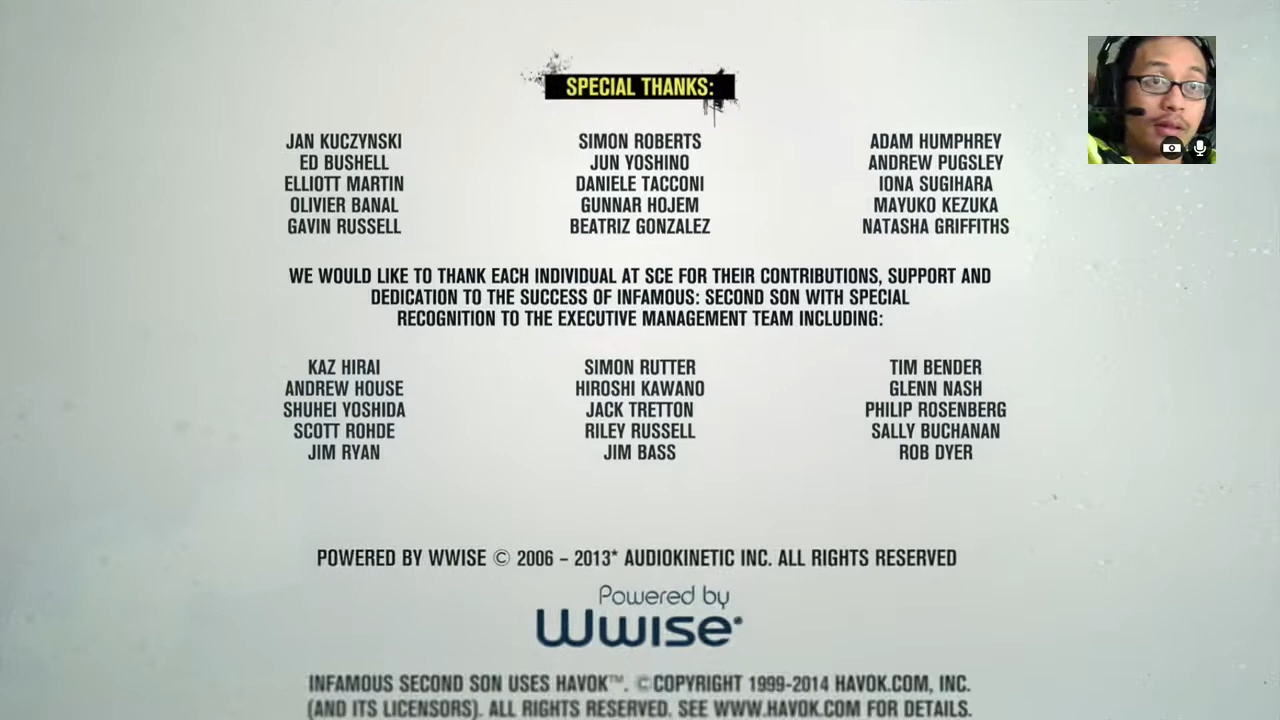 SPECIAL THANKS:
JAN KUCZYNSKI SIMON ROBERTS ADAM HUMPHREY
ED BUSHELL JUN YOSHINO ANDREW PUGSLEY
ELLIOTT MARTIN DANIELE TACCONI IONA SUGIHARA
OLIVIER BANAL GUNNAR HOJEM MAYUKO KEZUKA
GAVIN RUSSELL BEATRIZ GONZALEZ NATASHA GRIFFITHS
WE WOULD LIKE TO THANK EACH INDIVIDUAL AT SCE FOR THEIR CONTRIBUTIONS, SUPPORT AND
DEDICATION TO THE SUCCESS OF INFAMOUS: SECOND SON WITH SPECIAL
RECOGNITION TO THE EXECUTIVE MANAGEMENT TEAM INCLUDING:
KAZ HIRAI SIMON RUTTER TIM BENDER
ANDREW HOUSE HIROSHI KAWANO GLENN NASH
SHUHEI YOSHIDA JACK TRETTON PHILIP ROSENBERG
SCOTT ROHDE RILEY RUSSELL SALLY BUCHANAN
JIM RYAN JIM BASS ROB DYER
POWERED BY WWISE © 2006 – 2013* AUDIOKINETIC INC. ALL RIGHTS RESERVED
Powered by
Wwise
INFAMOUS SECOND SON USES HAVOK™. ©COPYRIGHT 1999-2014 HAVOK.COM, INC.
(AND ITS LICENSORS). ALL RIGHTS RESERVED. SEE WWW.HAVOK.COM FOR DETAILS.